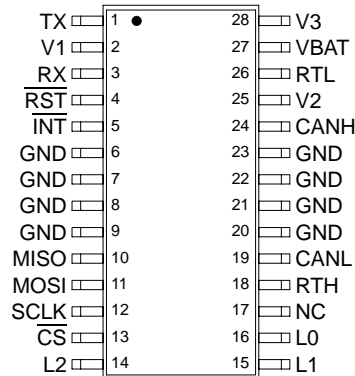 TX 1 28 V3
V1 2 27 VBAT
RX 3 26 RTL
RST 4 25 V2
INT 5 24 CANH
GND 6 23 GND
GND 7 22 GND
GND 8 21 GND
GND 9 20 GND
MISO 10 19 CANL
MOSI 11 18 RTH
SCLK 12 17 NC
CS 13 16 L0
L2 14 15 L1